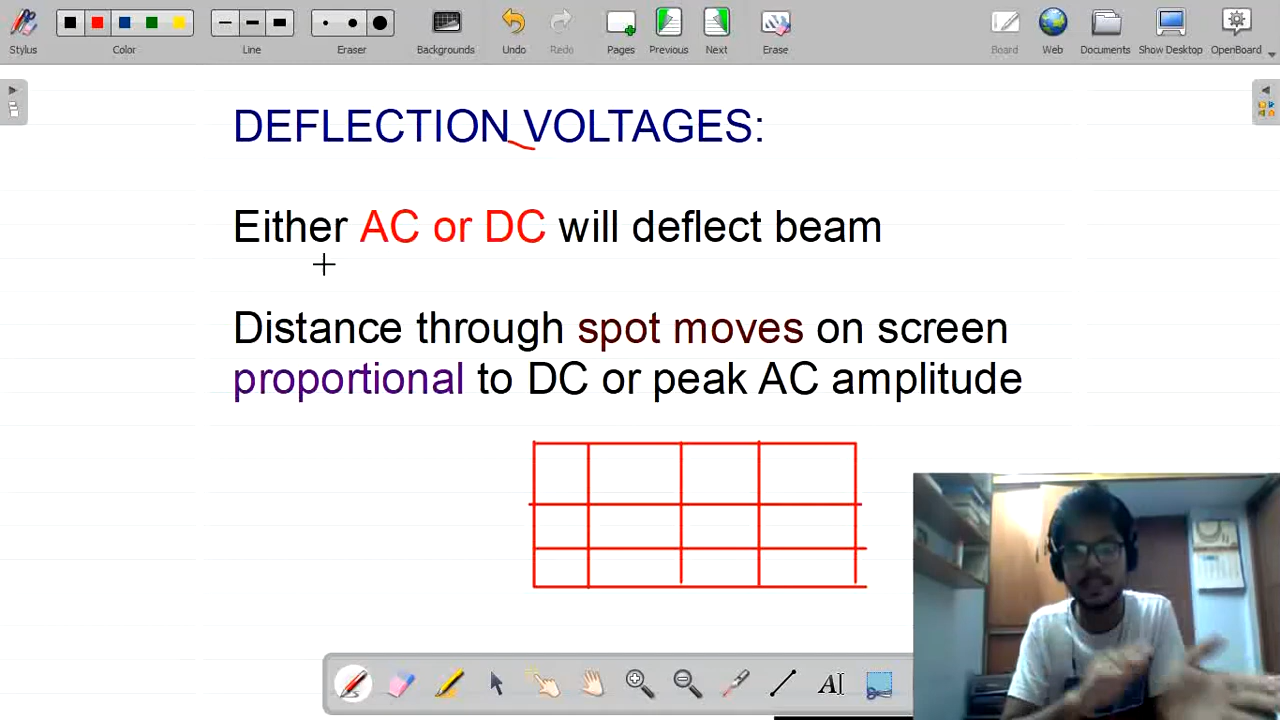 Stylus Color Line Eraser Backgrounds Undo Redo Pages Previous Next Erase Board Web Documents Show Desktop OpenBoard
DEFLECTION VOLTAGES:
Either AC or DC will deflect beam
Distance through spot moves on screen
proportional to DC or peak AC amplitude
AI